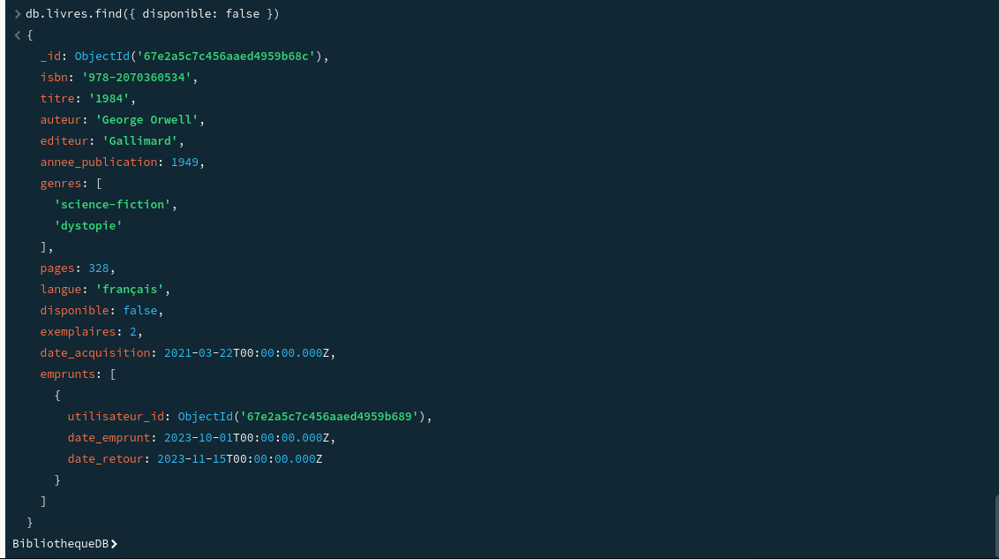 > db.livres.find({ disponible: false })
< {
_id: ObjectId('67e2a5c7c456aaed4959b68c'),
isbn: '978-2070360534',
titre: '1984',
auteur: 'George Orwell',
editeur: 'Gallimard',
annee_publication: 1949,
genres: [
'science-fiction',
'dystopie'
],
pages: 328,
langue: 'français',
disponible: false,
exemplaires: 2,
date_acquisition: 2021-03-22T00:00:00.000Z,
emprunts: [
{
utilisateur_id: ObjectId('67e2a5c7c456aaed4959b689'),
date_emprunt: 2023-10-01T00:00:00.000Z,
date_retour: 2023-11-15T00:00:00.000Z
}
]
}
BibliothequeDB>